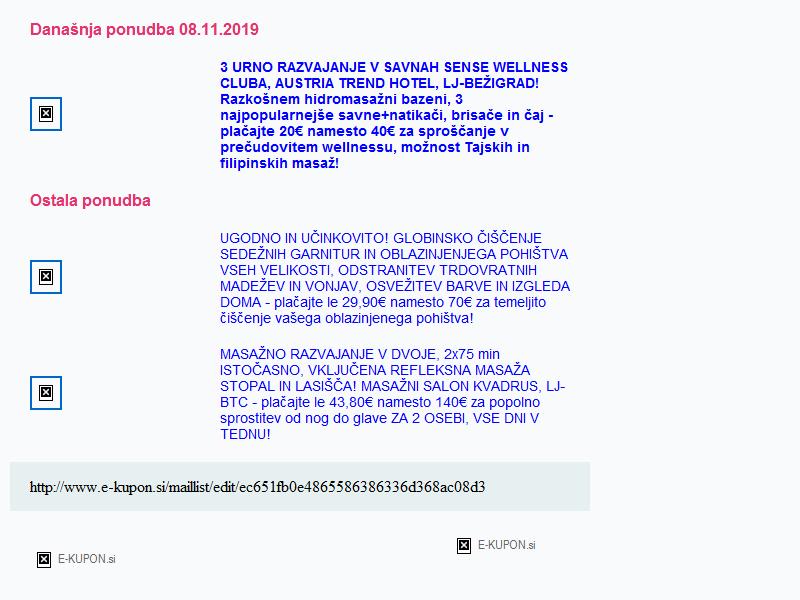 Današnja ponudba 08.11.2019
3 URNO RAZVAJANJE V SAVNAH SENSE WELLNESS
CLUBA, AUSTRIA TREND HOTEL, LJ-BEŽIGRAD!
Razkošnem hidromasažni bazeni, 3
najpopularnejše savne+natikači, brisače in čaj -
plačajte 20€ namesto 40€ za sproščanje v
prečudovitem wellnessu, možnost Tajskih in
filipinskih masaž!
Ostala ponudba
UGODNO IN UČINKOVITO! GLOBINSKO ČIŠČENJE
SEDEŽNIH GARNITUR IN OBLAZINJENJEGA POHIŠTVA
VSEH VELIKOSTI, ODSTRANITEV TRDOVRATNIH
MADEŽEV IN VONJAV, OSVEŽITEV BARVE IN IZGLEDA
DOMA - plačajte le 29,90€ namesto 70€ za temeljito
čiščenje vašega oblazinjenega pohištva!
MASAŽNO RAZVAJANJE V DVOJE, 2x75 min
ISTOČASNO, VKLJUČENA REFLEKSNA MASAŽA
STOPAL IN LASIŠČA! MASAŽNI SALON KVADRUS, LJ-
BTC - plačajte le 43,80€ namesto 140€ za popolno
sprostitev od nog do glave ZA 2 OSEBI, VSE DNI V
TEDNU!
http://www.e-kupon.si/maillist/edit/ec651fb0e4865586386336d368ac08d3
E-KUPON.si
E-KUPON.si